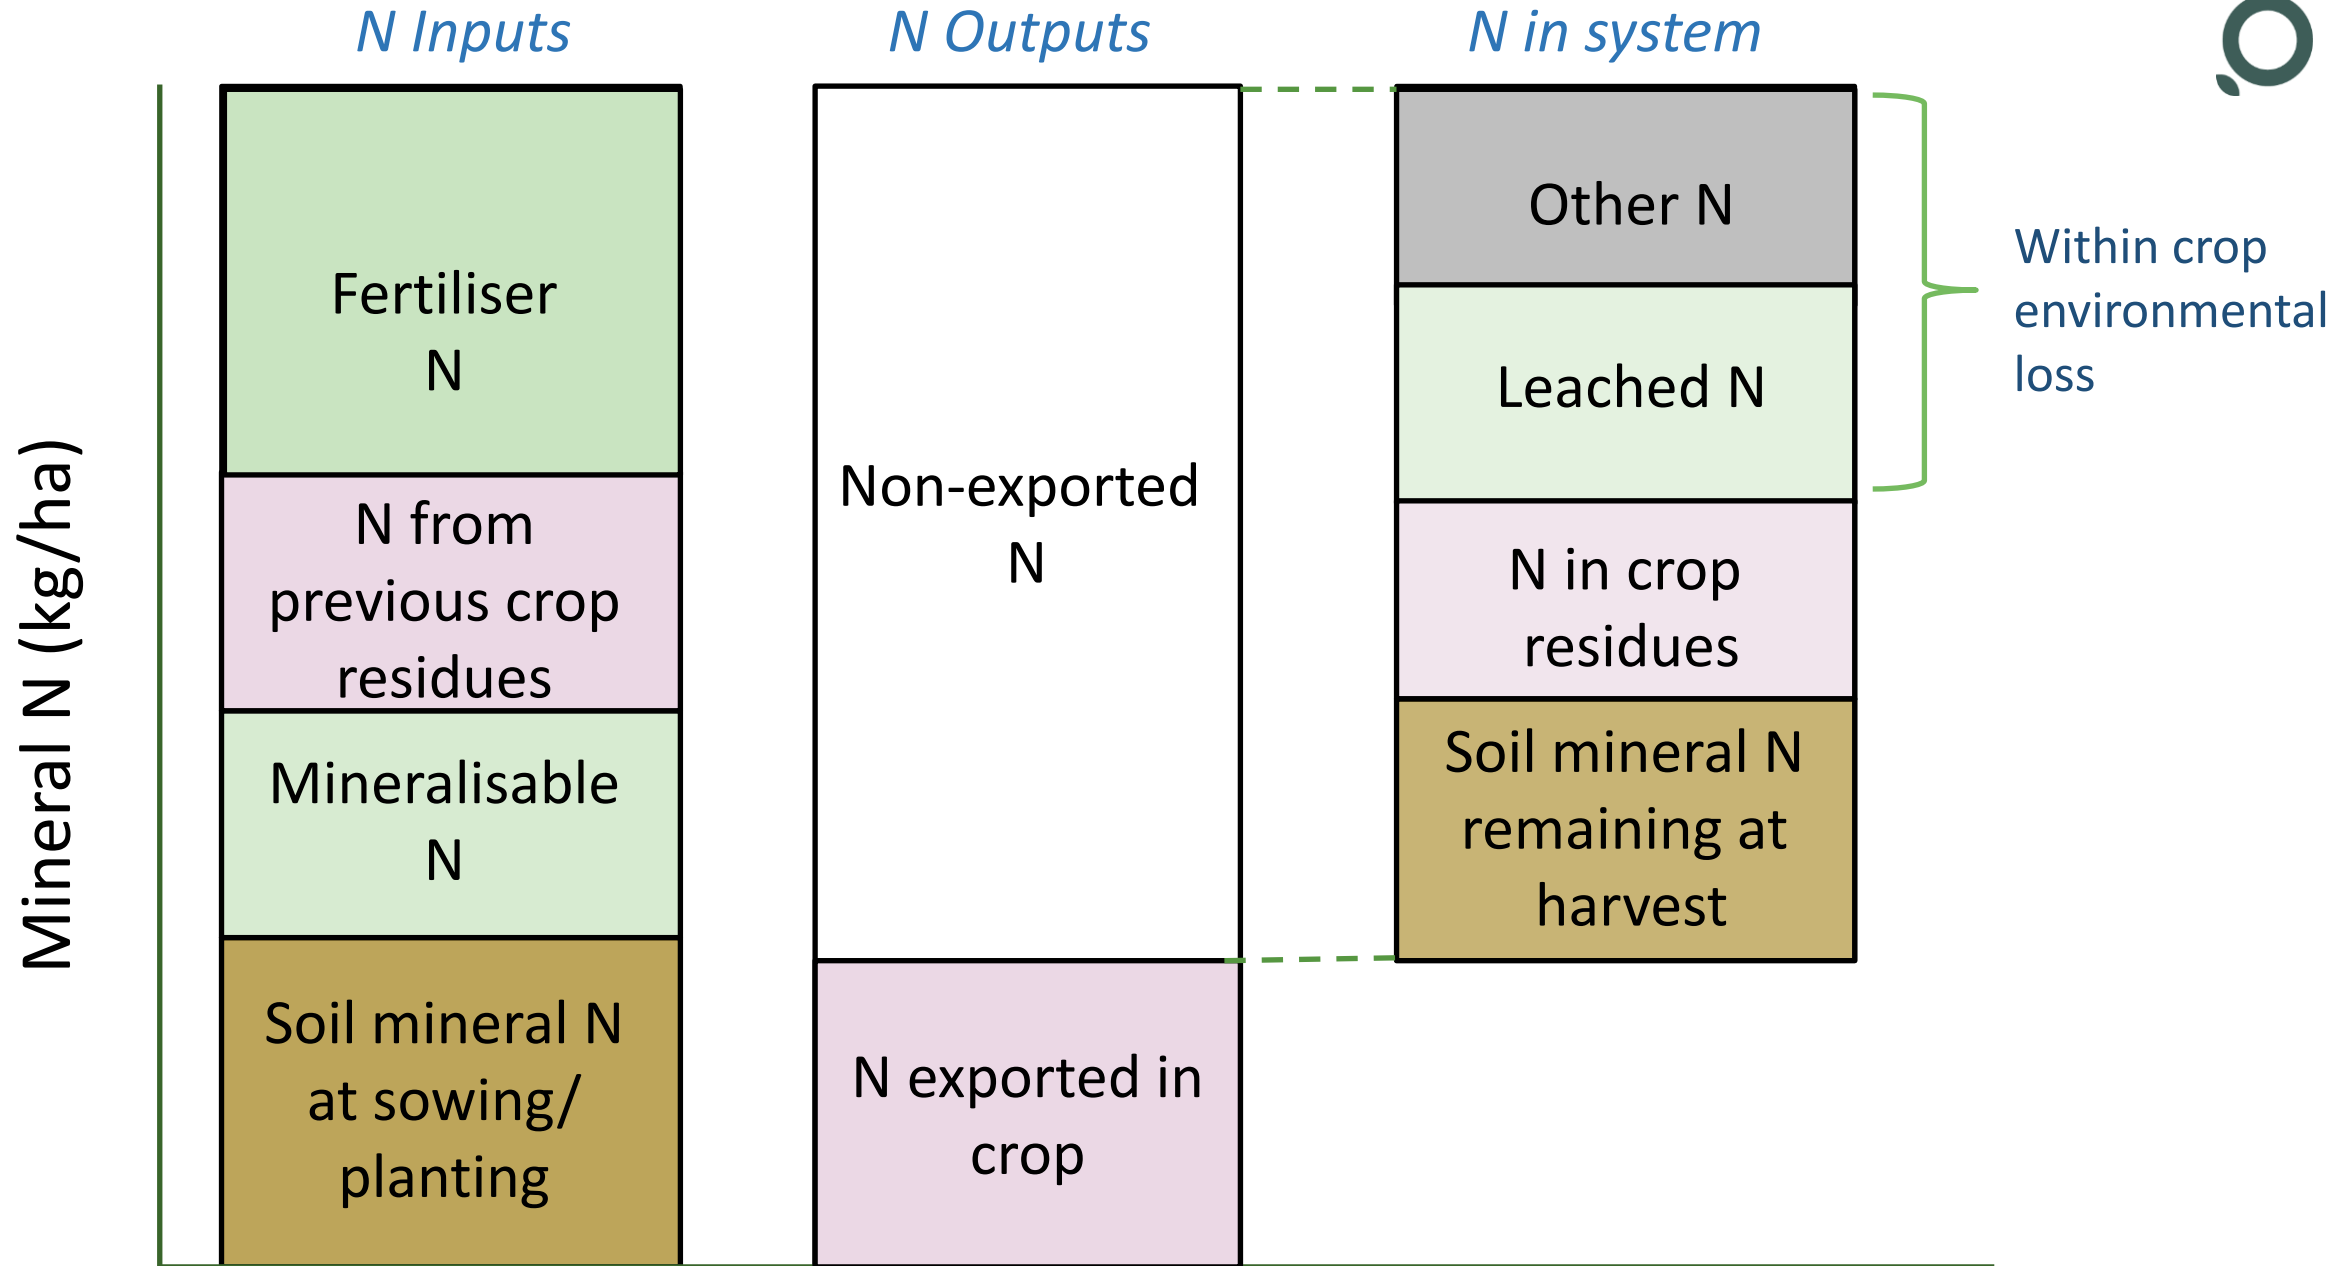 N Inputs
N Outputs
N in system
Mineral N (kg/ha)
Fertiliser
N
N from
previous crop
residues
Mineralisable
N
Soil mineral N
at sowing/
planting
Non-exported
N
N exported in
crop
Other N
Leached N
N in crop
residues
Soil mineral N
remaining at
harvest
Within crop
environmental
loss